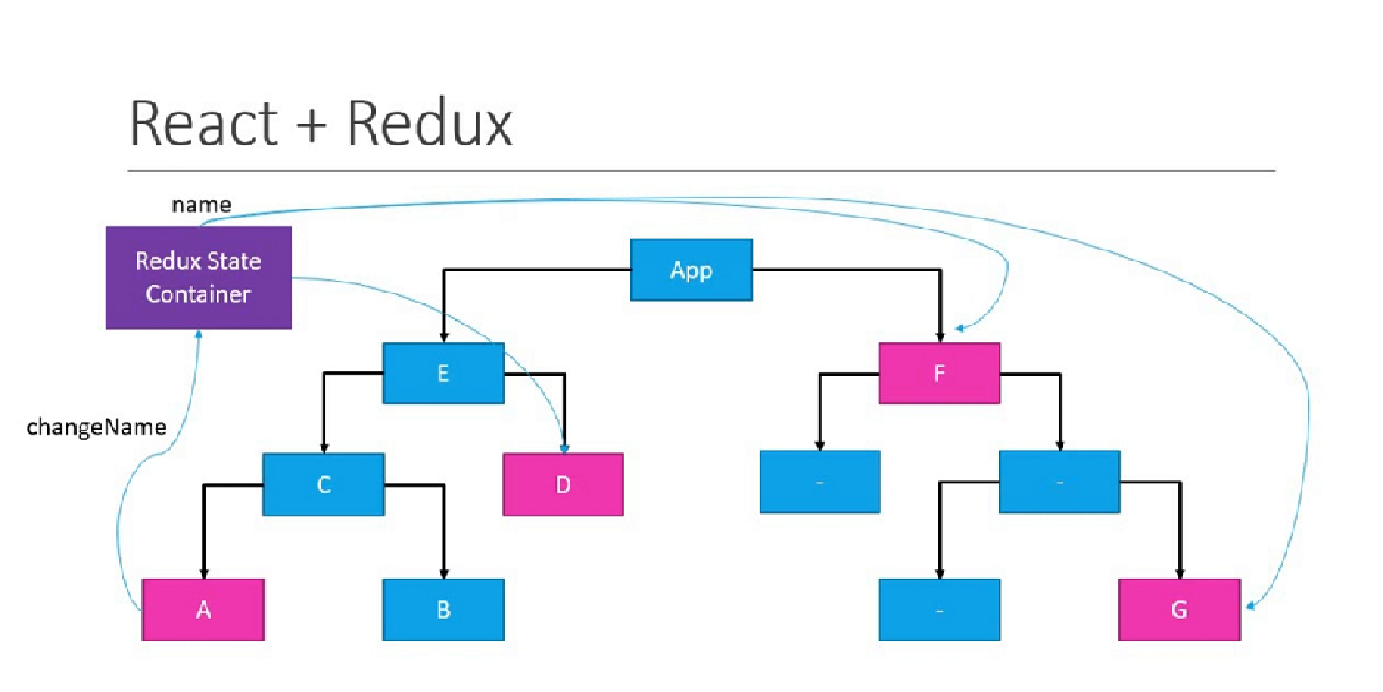 React + Redux
name
Redux State
Container
App
E
F
changeName
C
D
-
-
A
B
-
G